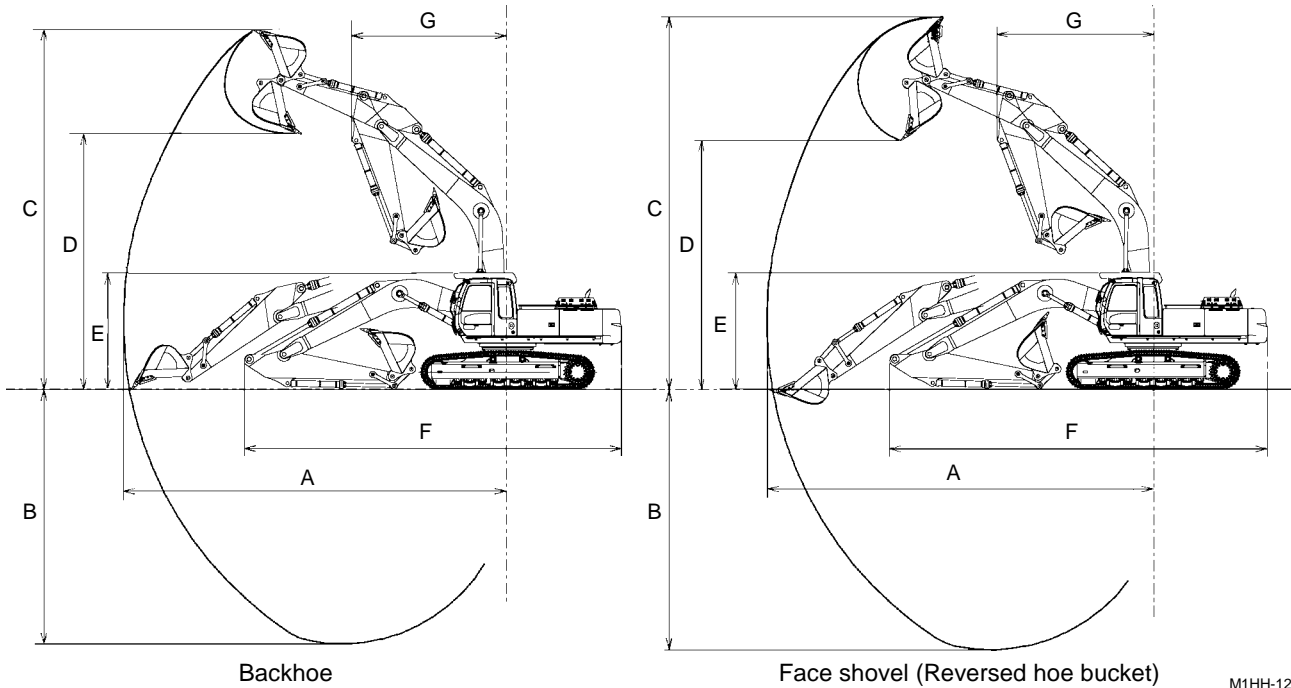 G
C
D
E
F
A
B
Backhoe
G
C
D
E
F
A
B
Face shovel (Reversed hoe bucket)
M1HH-12